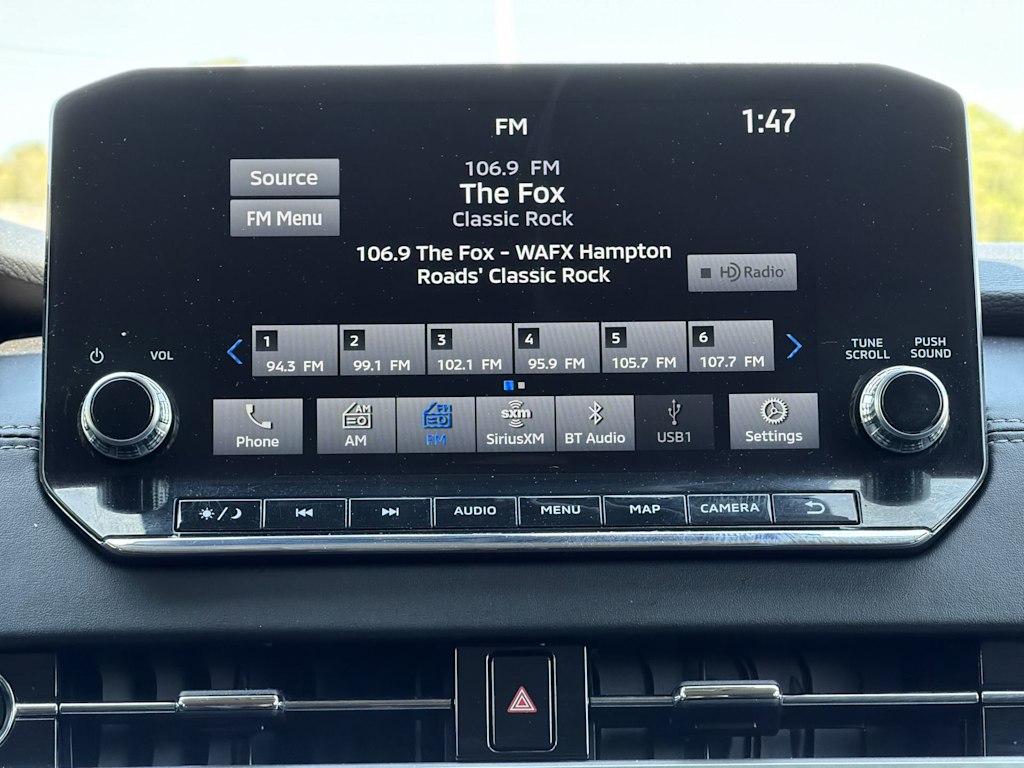 FM
1:47
Source
106.9 FM
The Fox
FM Menu
Classic Rock
106.9 The Fox - WAFX Hampton
Roads' Classic Rock
HD Radio
1
94.3 FM
2
99.1 FM
3
102.1 FM
4
95.9 FM
5
105.7 FM
6
107.7 FM
VOL
TUNE
SCROLL
PUSH
SOUND
1
Phone
AM
AM
FM
FM
sxm
SiriusXM
BT Audio
USB1
Settings
AUDIO
MENU
MAP
CAMERA